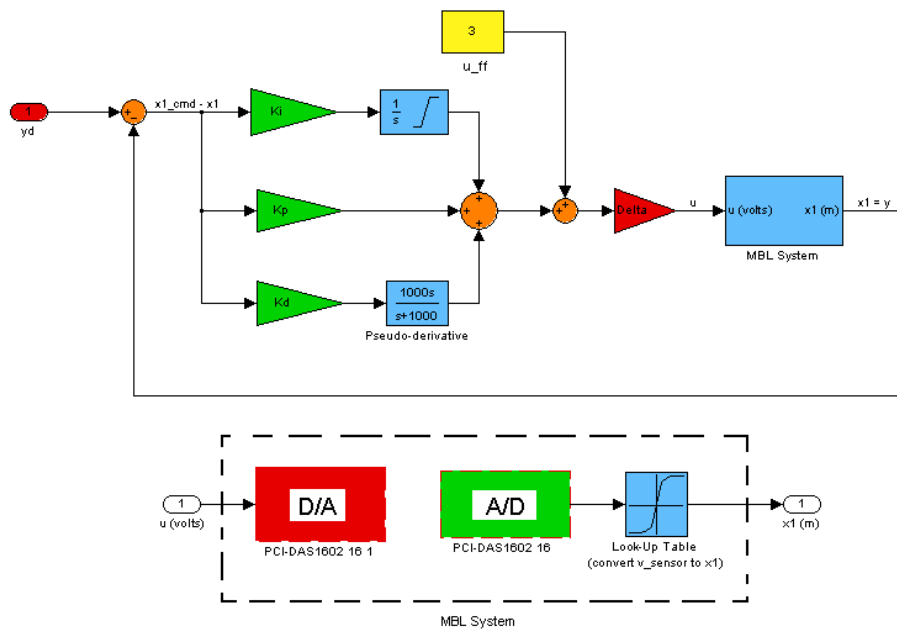 3
u_ff
1
yd
+
-
x1_cmd - x1
Ki
1
s
Kp
+
+
+
+
+
Delta
u
u (volts)
x1 (m)
x1 = y
MBL System
Kd
1000s
s+1000
Pseudo-derivative
1
u (volts)
D/A
PCI-DAS1602 16 1
A/D
PCI-DAS1602 16
Look-Up Table
(convert v_sensor to x1)
1
x1 (m)
MBL System